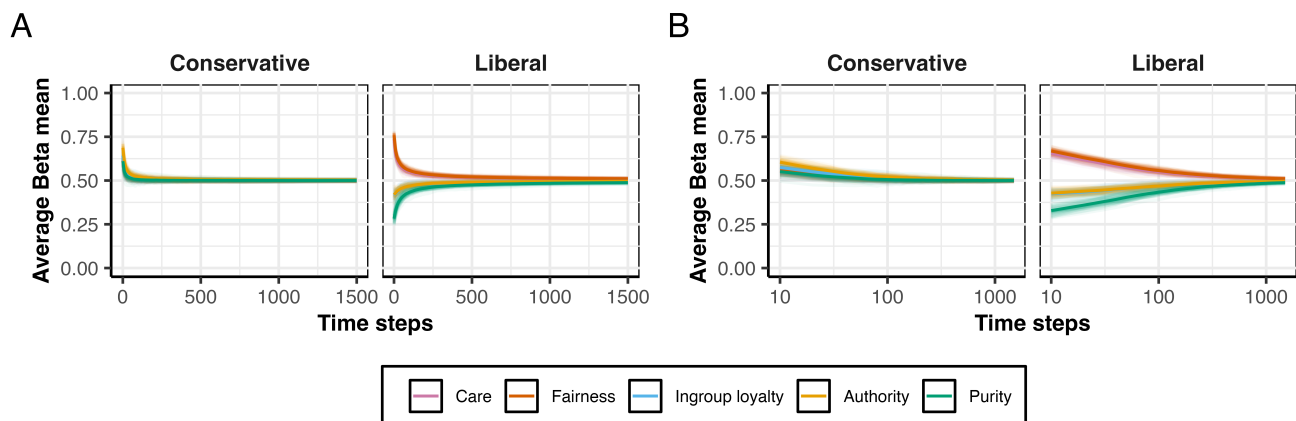 A
B
Conservative
Liberal
Conservative
Liberal
Average Beta mean
1.00
0.75
0.50
0.25
0.00
0
500
1000
1500
0
500
1000
1500
Time steps
Average Beta mean
1.00
0.75
0.50
0.25
0.00
10
100
1000
10
100
1000
Time steps
Care
Fairness
Ingroup loyalty
Authority
Purity